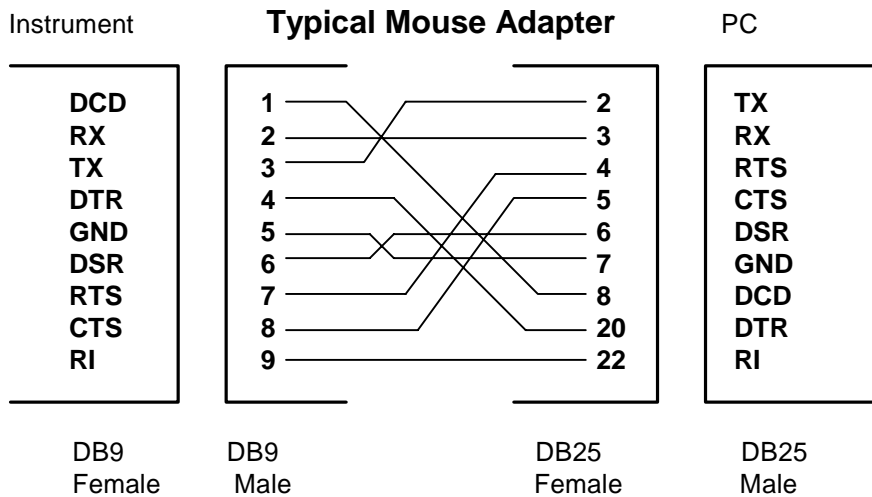 Instrument Typical Mouse Adapter PC
DCD 1 2 TX
RX 2 3 RX
TX 3 4 RTS
DTR 4 5 CTS
GND 5 6 DSR
DSR 6 7 GND
RTS 7 8 DCD
CTS 8 20 DTR
RI 9 22 RI
DB9 DB9 DB25 DB25
Female Male Female Male